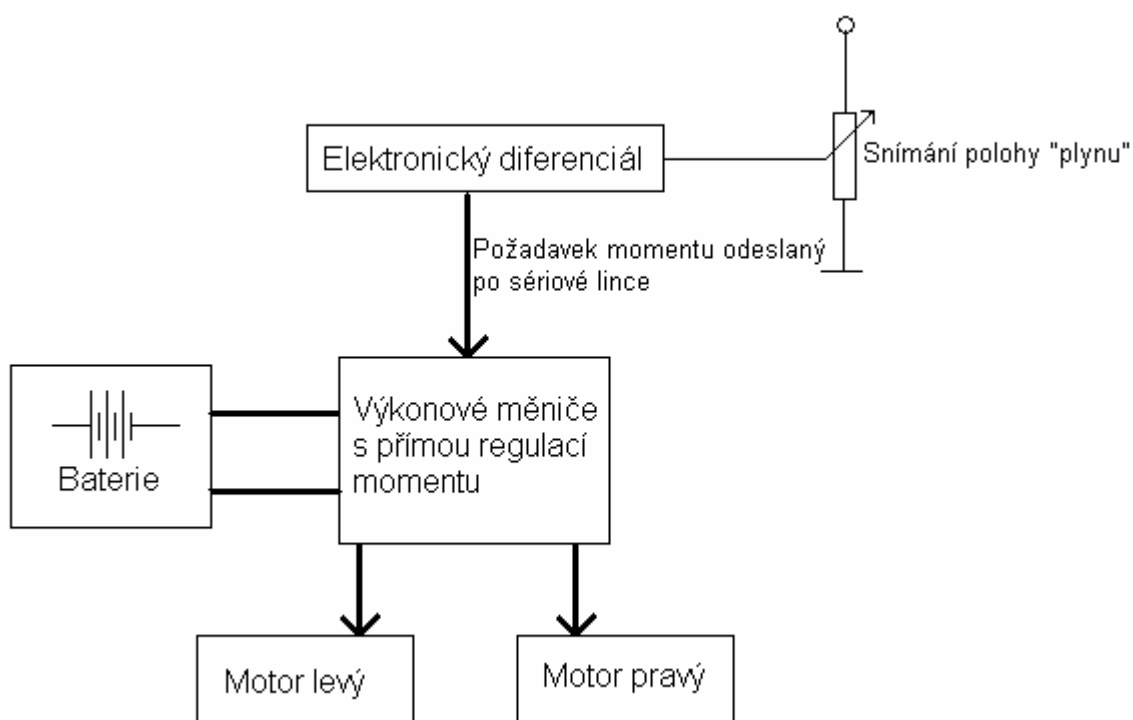 Elektronický diferenciál
Snímání polohy "plynu"
Požadavek momentu odeslaný
po sériové lince
Výkonové měniče
s přímou regulací
momentu
Baterie
Motor levý
Motor pravý